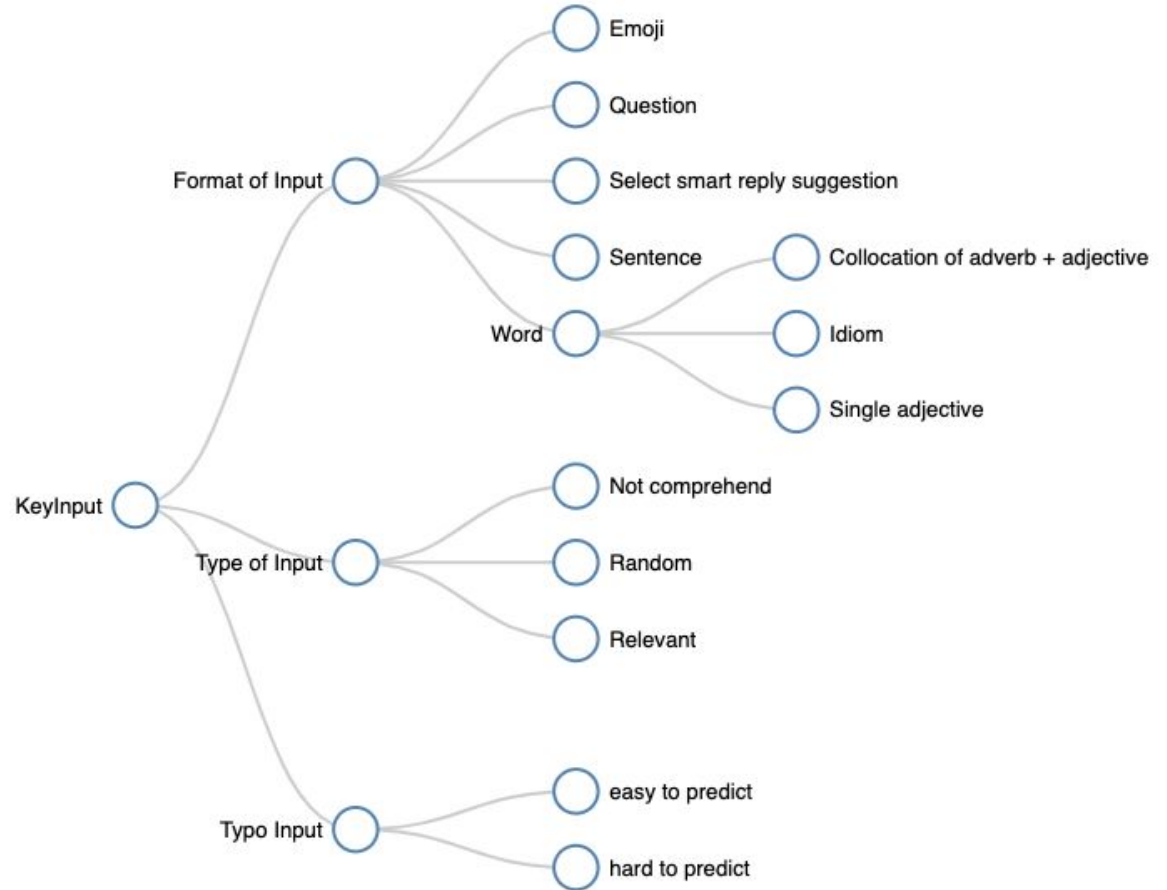 Emoji
Question
Format of Input
Select smart reply suggestion
Sentence
Collocation of adverb + adjective
Word
Idiom
Single adjective
Not comprehend
KeyInput
Type of Input
Random
Relevant
easy to predict
Typo Input
hard to predict